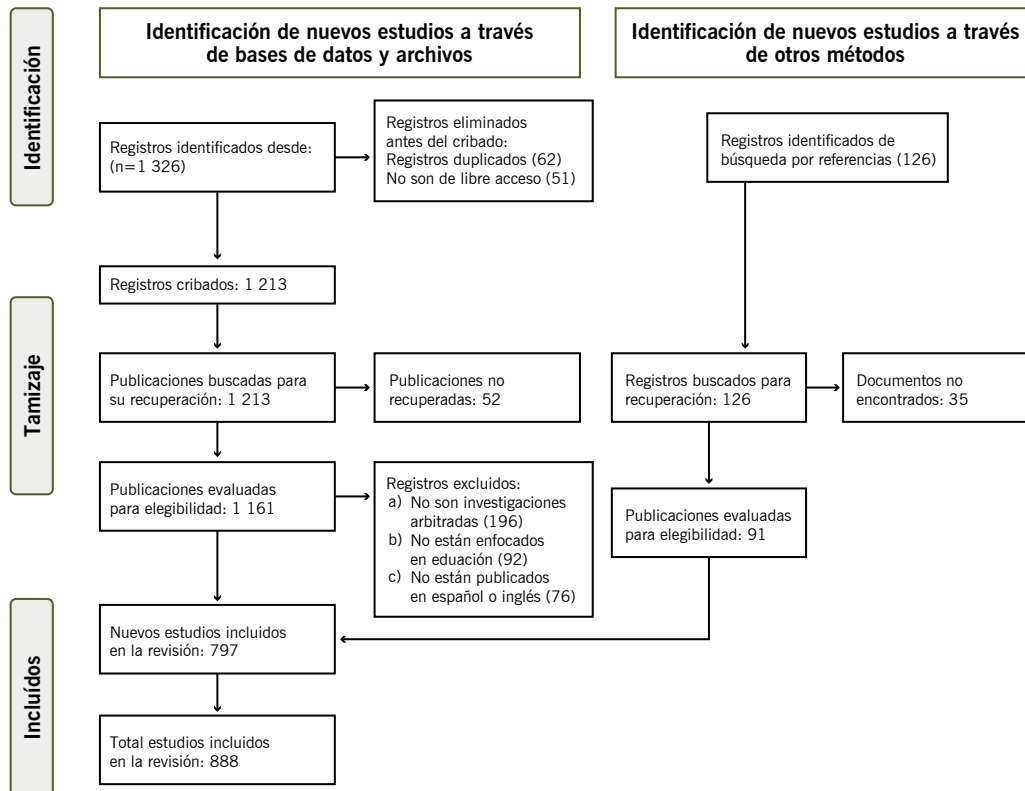 Identificación
Identificación de nuevos estudios a través
de bases de datos y archivos
Identificación de nuevos estudios a través
de otros métodos
Registros identificados desde:
(n=1 326)
Registros eliminados
antes del cribado:
Registros duplicados (62)
No son de libre acceso (51)
Registros identificados de
búsqueda por referencias (126)
Registros cribados: 1 213
Tamizaje
Publicaciones buscadas para
su recuperación: 1 213
Publicaciones no
recuperadas: 52
Registros buscados para
recuperación: 126
Documentos no
encontrados: 35
Publicaciones evaluadas
para elegibilidad: 1 161
Registros excluidos:
a) No son investigaciones
arbitradas (196)
b) No están enfocados
en eduación (92)
c) No están publicados
en español o inglés (76)
Publicaciones evaluadas
para elegibilidad: 91
Incluídos
Nuevos estudios incluidos
en la revisión: 797
Total estudios incluidos
en la revisión: 888